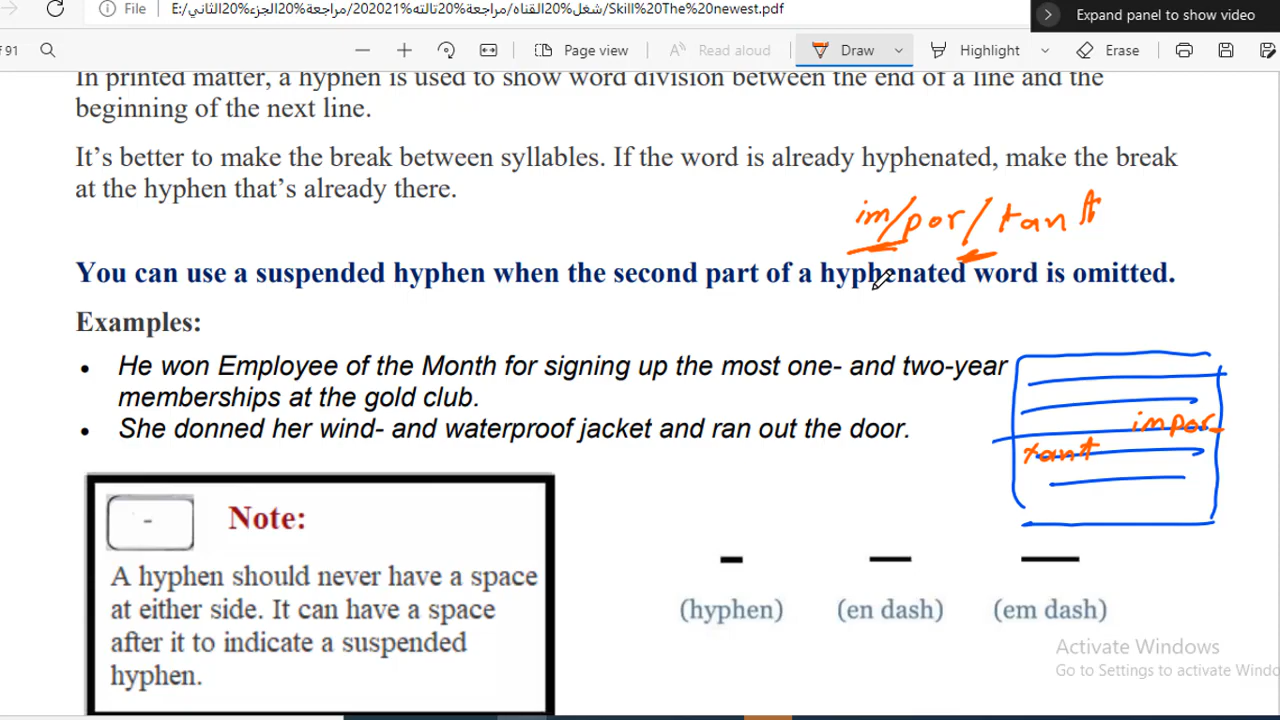 File
E:/شغل%20القناه/مراجعة%20تالته%202021/مراجعة%20الجزء%20الثاني/Skill%20The%20newest.pdf
Expand panel to show video
of 91
Page view
Read aloud
Draw
Highlight
Erase
In printed matter, a hyphen is used to show word division between the end of a line and the
beginning of the next line.
It's better to make the break between syllables. If the word is already hyphenated, make the break
at the hyphen that's already there.
im/por/tant
You can use a suspended hyphen when the second part of a hyphenated word is omitted.
Examples:
• He won Employee of the Month for signing up the most one- and two-year
memberships at the gold club.
• She donned her wind- and waterproof jacket and ran out the door.
impor-
tant
-
Note:
A hyphen should never have a space
at either side. It can have a space
after it to indicate a suspended
hyphen.
(hyphen)
(en dash)
(em dash)
Activate Windows
Go to Settings to activate Windo